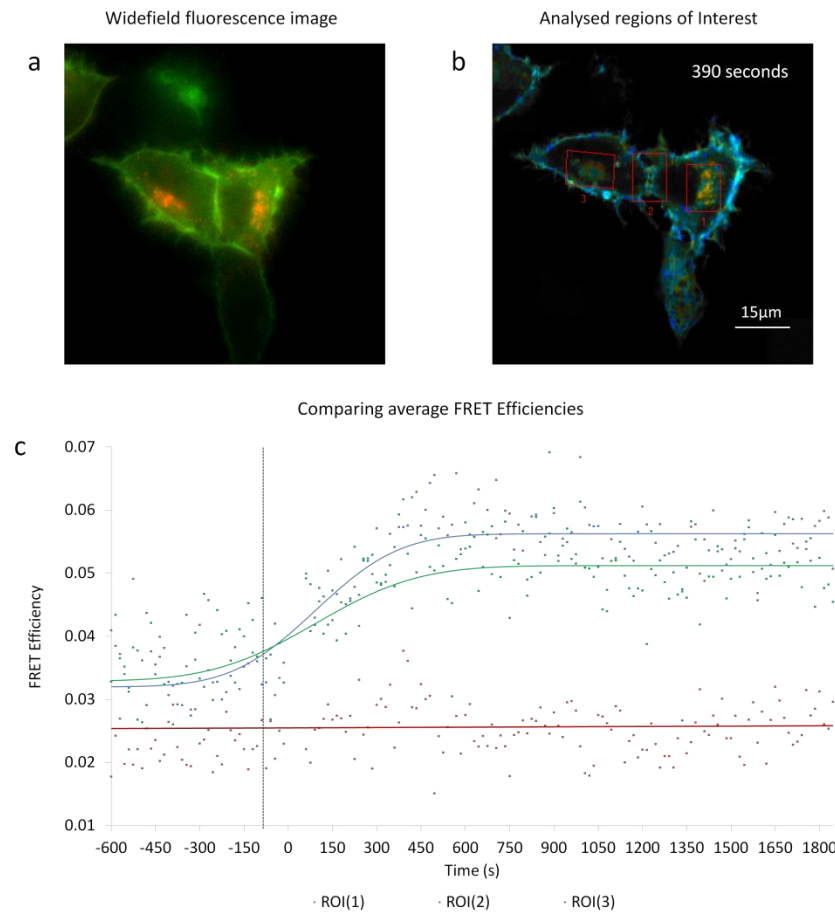 Widefield fluorescence image
Analysed regions of Interest
a
b
390 seconds
3
2
1
15μm
Comparing average FRET Efficiencies
c
0.07
0.06
0.05
0.04
0.03
0.02
0.01
FRET Efficiency
-600 -450 -300 -150 0 150 300 450 600 750 900 1050 1200 1350 1500 1650 1800
Time (s)
ROI(1) ROI(2) ROI(3)